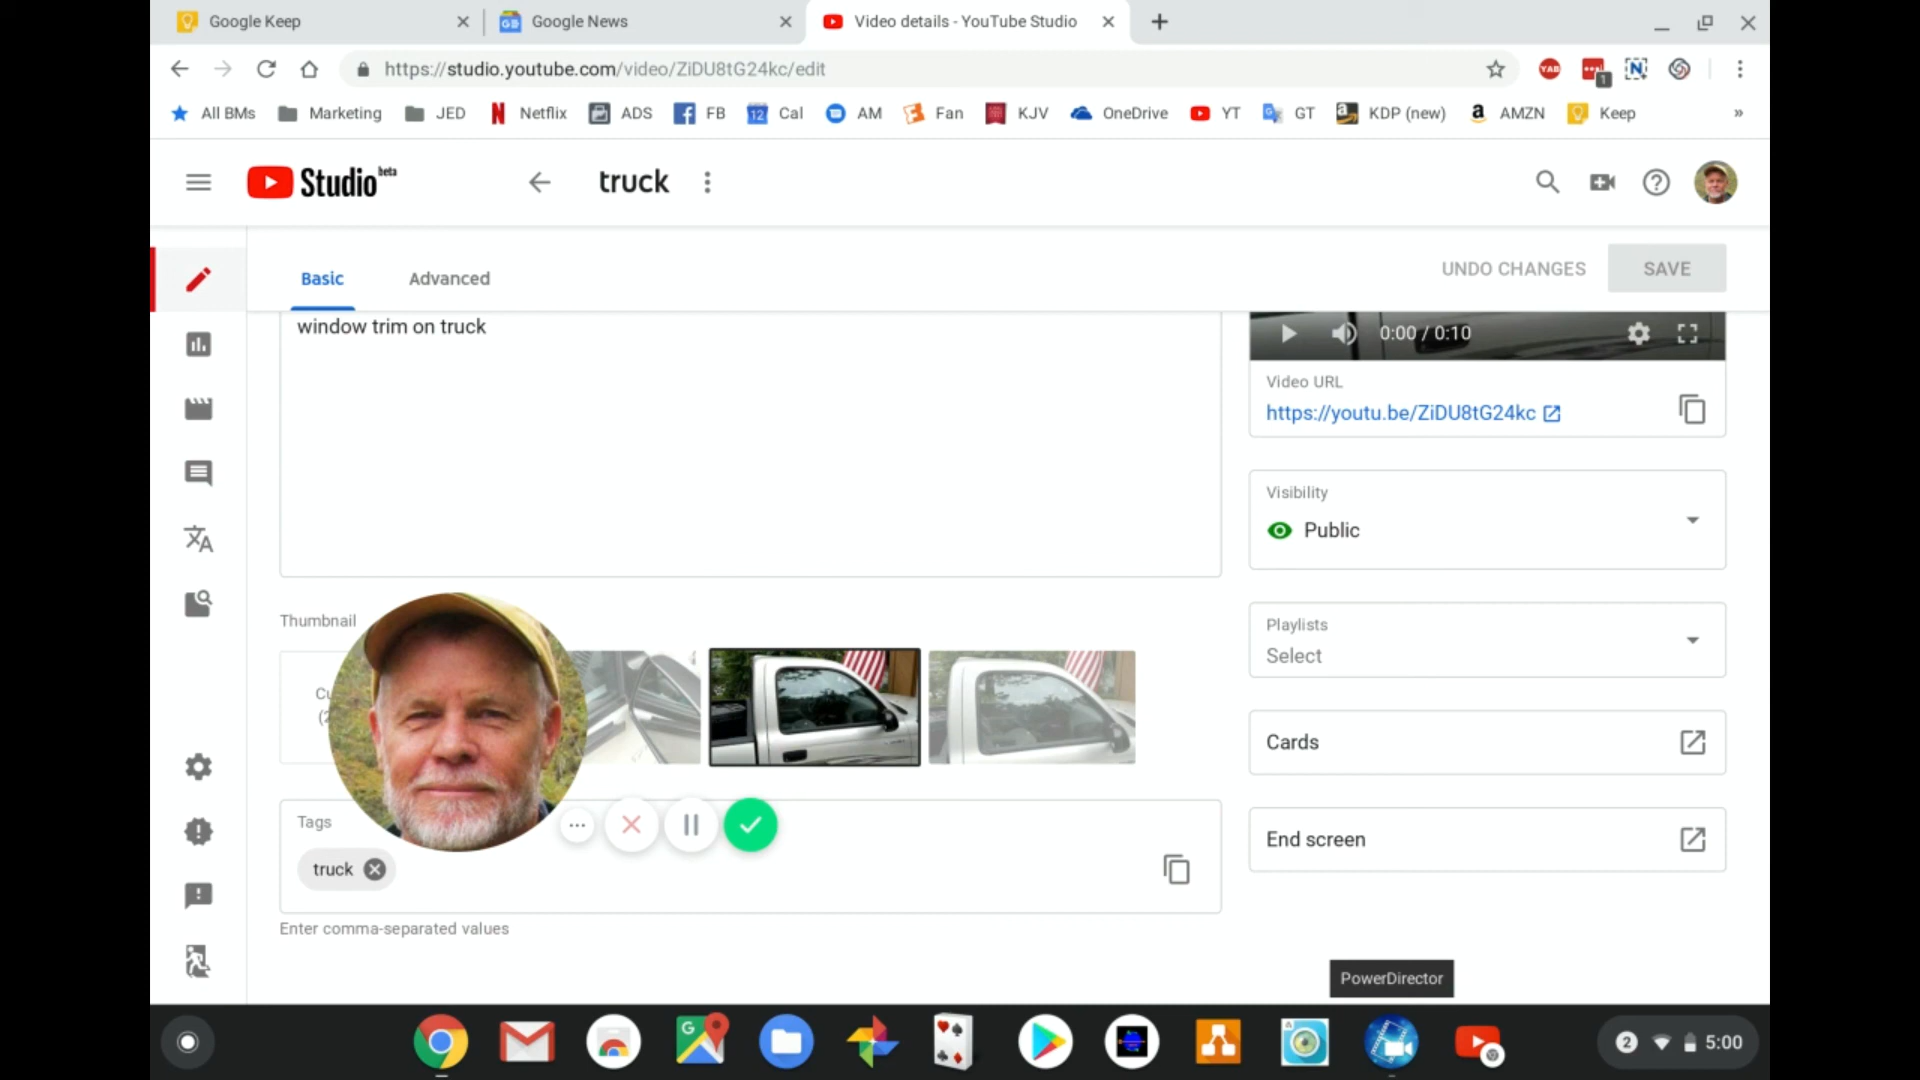 Google Keep
Google News
Video details - YouTube Studio
https://studio.youtube.com/video/ZiDU8tG24kc/edit
YAB
1
N
All BMs
Marketing
JED
Netflix
ADS
FB
12
Cal
AM
Fan
KJV
OneDrive
YT
GT
KDP (new)
AMZN
Keep
»
Studio beta
truck
Basic
Advanced
UNDO CHANGES
SAVE
window trim on truck
0:00 / 0:10
Video URL
https://youtu.be/ZiDU8tG24kc
Visibility
Public
Thumbnail
Playlists
Select
Cards
Tags
truck
End screen
Enter comma-separated values
PowerDirector
2
5:00